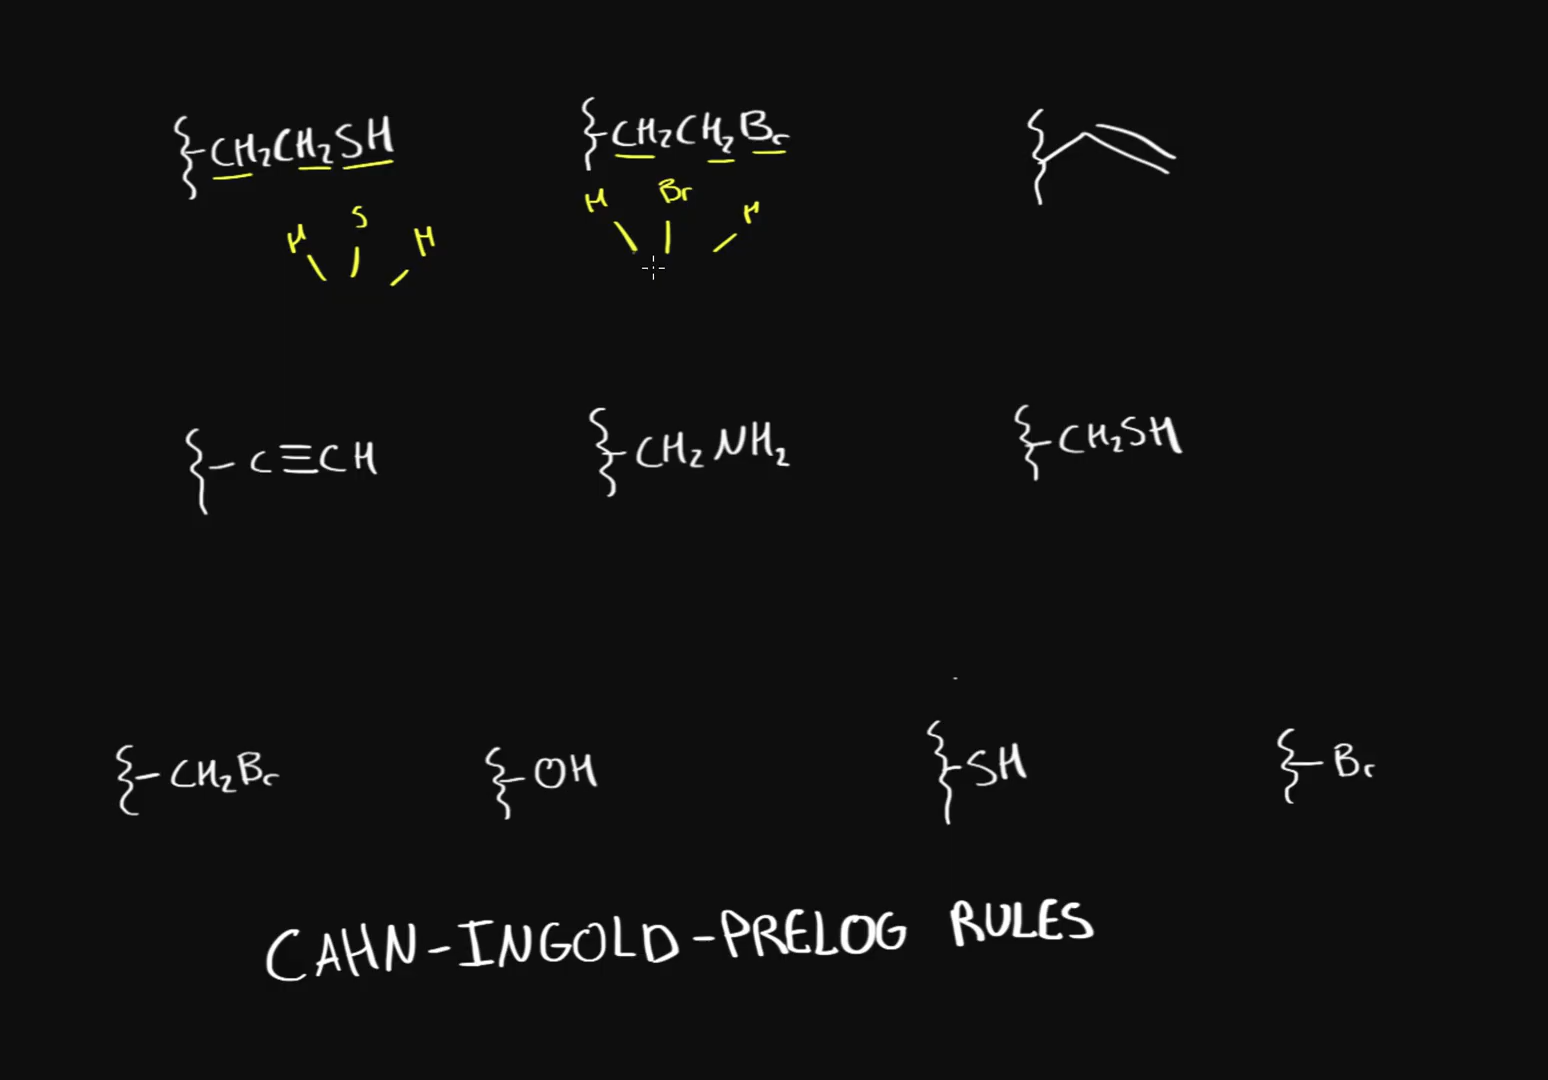 CH₂CH₂SH CH₂CH₂Br
H S H H Br H
C≡CH CH₂NH₂ CH₂SH
CH₂Br OH SH Br
CAHN-INGOLD-PRELOG RULES